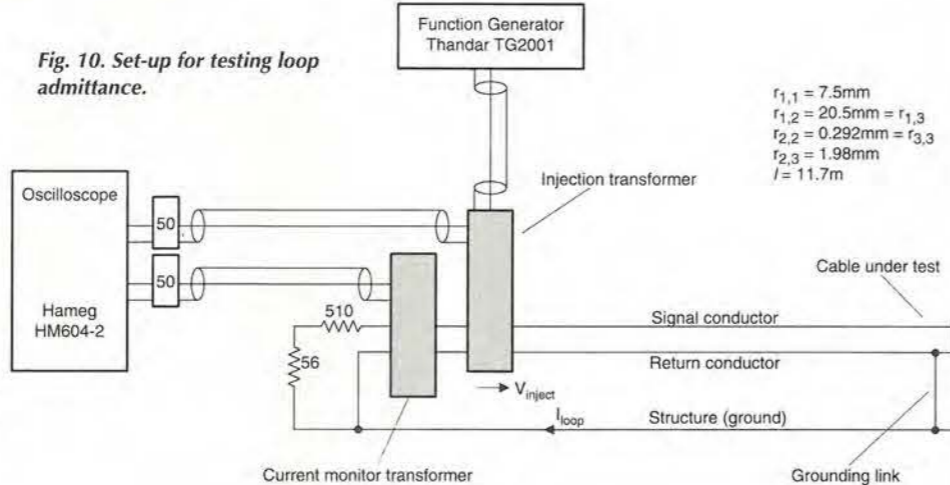 Fig. 10. Set-up for testing loop
admittance.
Function Generator
Thandar TG2001
r1,1 = 7.5mm
r1,2 = 20.5mm = r1,3
r2,2 = 0.292mm = r3,3
r2,3 = 1.98mm
l = 11.7m
Oscilloscope
50
50
Hameg
HM604-2
Injection transformer
Cable under test
510
56
Signal conductor
Return conductor
Vinject
Iloop
Structure (ground)
Current monitor transformer
Grounding link